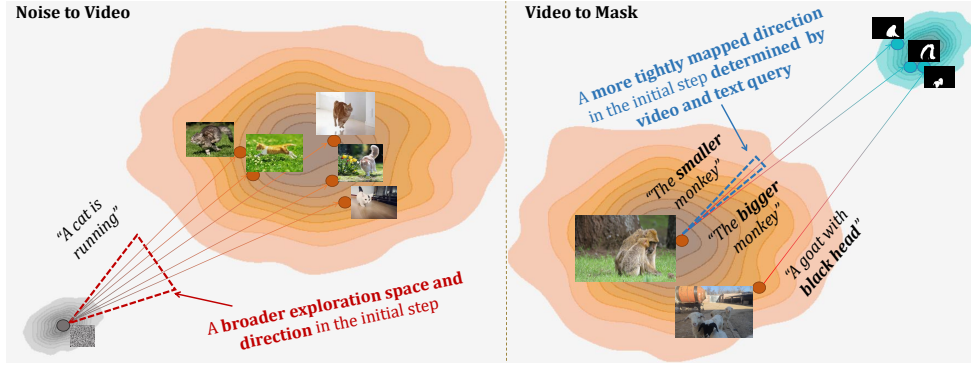 Noise to Video
"A cat is
running"
A broader exploration space and
direction in the initial step
Video to Mask
A more tightly mapped direction
in the initial step determined by
video and text query
"The smaller
monkey"
"The bigger
monkey"
"A goat with
black head"